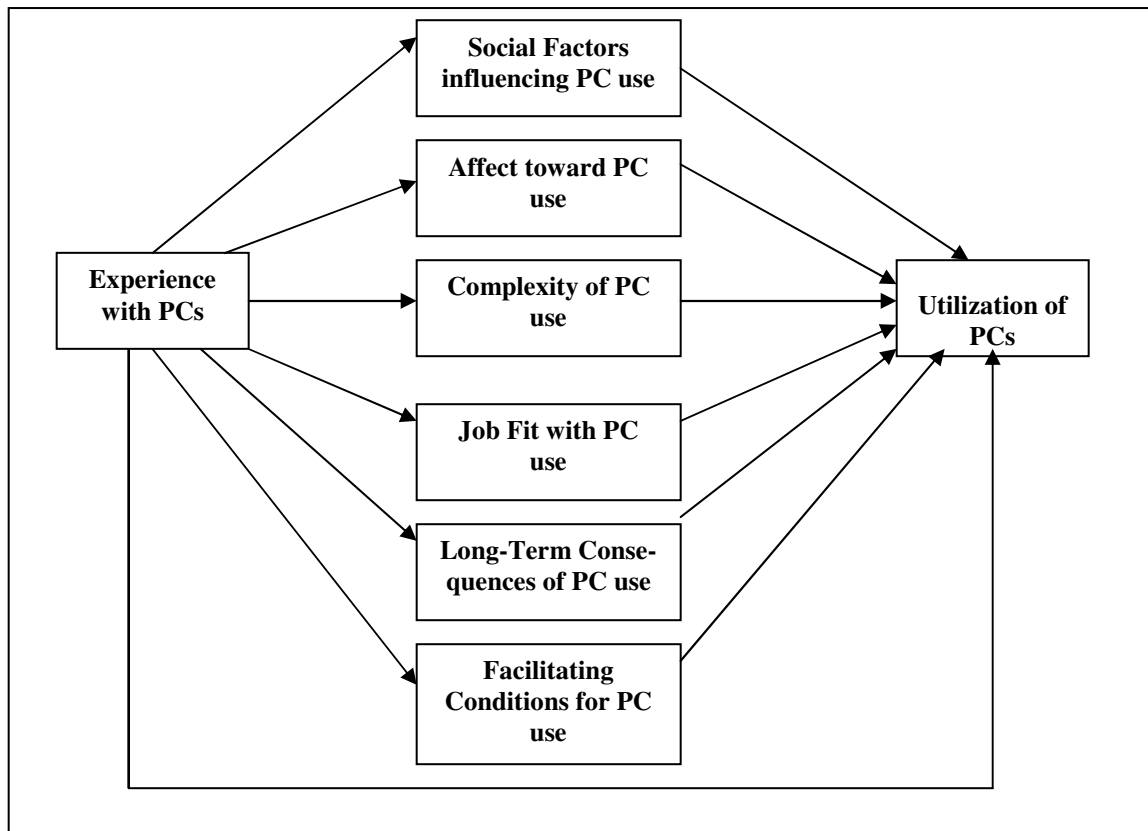 Social Factors
influencing PC use
Affect toward PC
use
Experience
with PCs
Complexity of PC
use
Utilization of
PCs
Job Fit with PC
use
Long-Term Conse-
quences of PC use
Facilitating
Conditions for PC
use